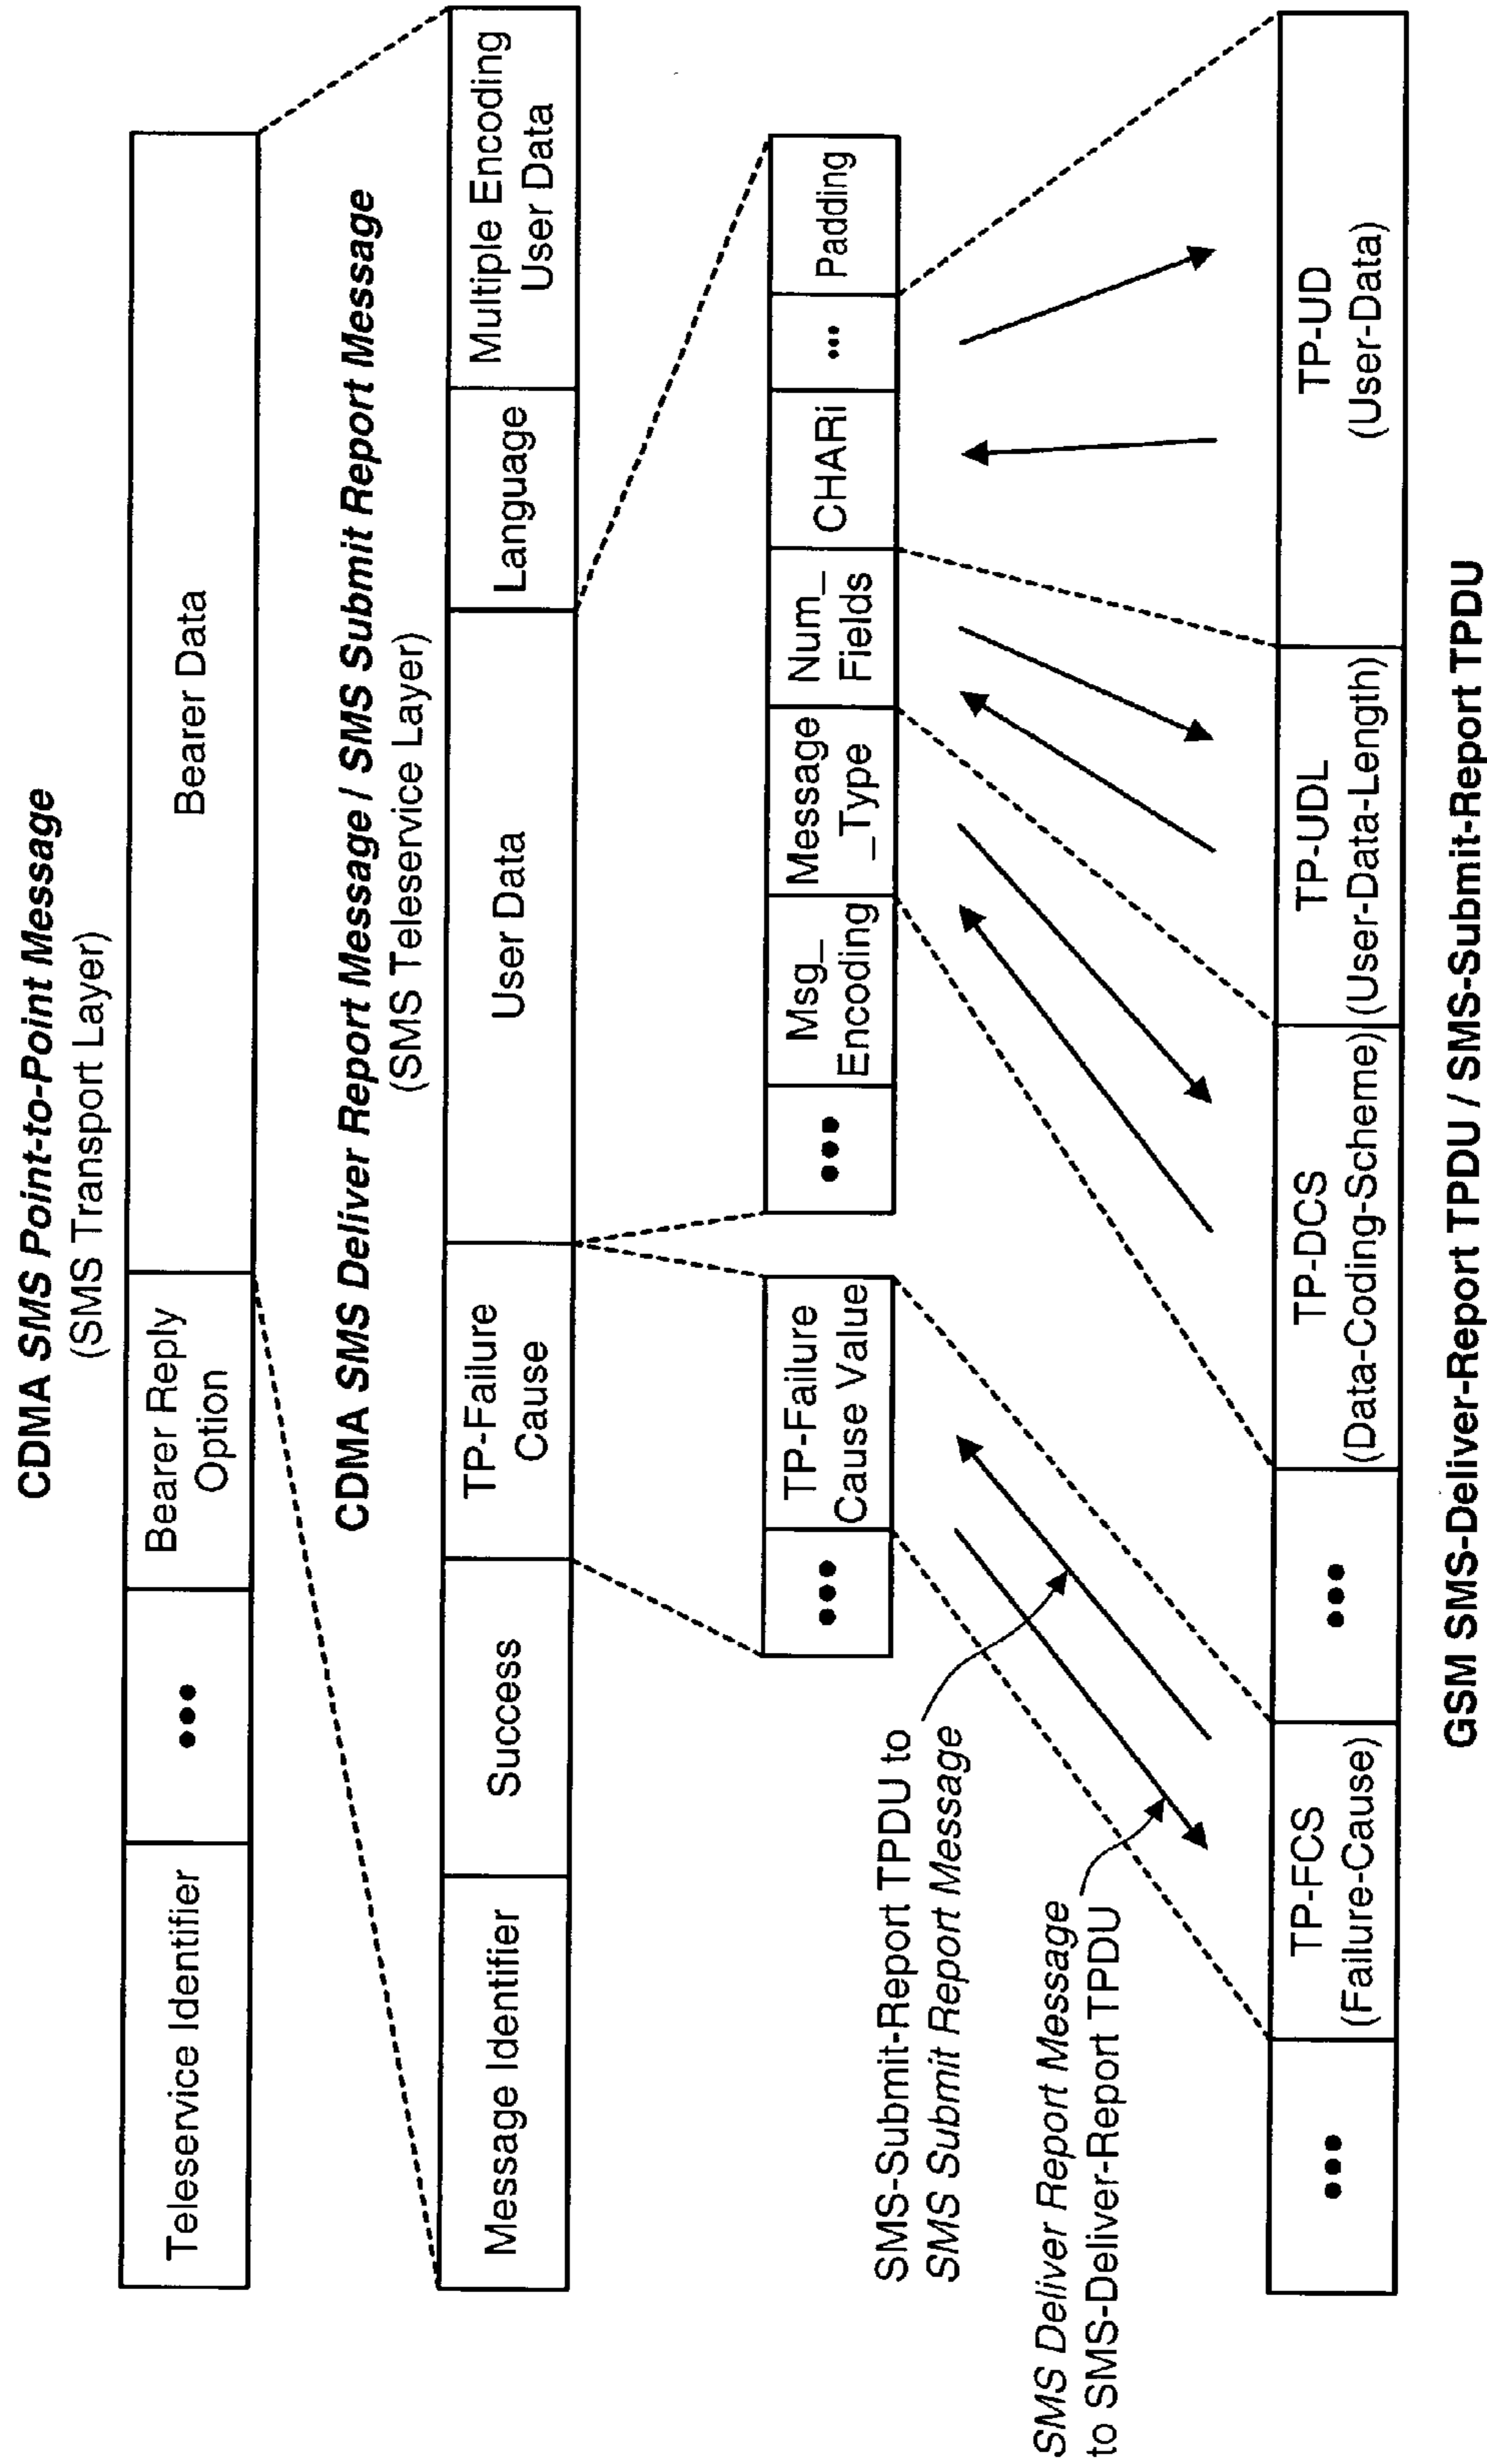 CDMA SMS Point-to-Point Message
(SMS Transport Layer)
Teleservice Identifier
•••
Bearer Reply
Option
Bearer Data
CDMA SMS Deliver Report Message / SMS Submit Report Message
(SMS Teleservice Layer)
Message Identifier
Success
TP-Failure
Cause
User Data
Language
Multiple Encoding
User Data
•••
TP-Failure
Cause Value
•••
Msg_
Encoding
Message
_Type
Num_
Fields
CHARi
•••
Padding
SMS-Submit-Report TPDU to
SMS Submit Report Message
SMS Deliver Report Message
to SMS-Deliver-Report TPDU
•••
TP-FCS
(Failure-Cause)
•••
TP-DCS
(Data-Coding-Scheme)
TP-UDL
(User-Data-Length)
TP-UD
(User-Data)
GSM SMS-Deliver-Report TPDU / SMS-Submit-Report TPDU